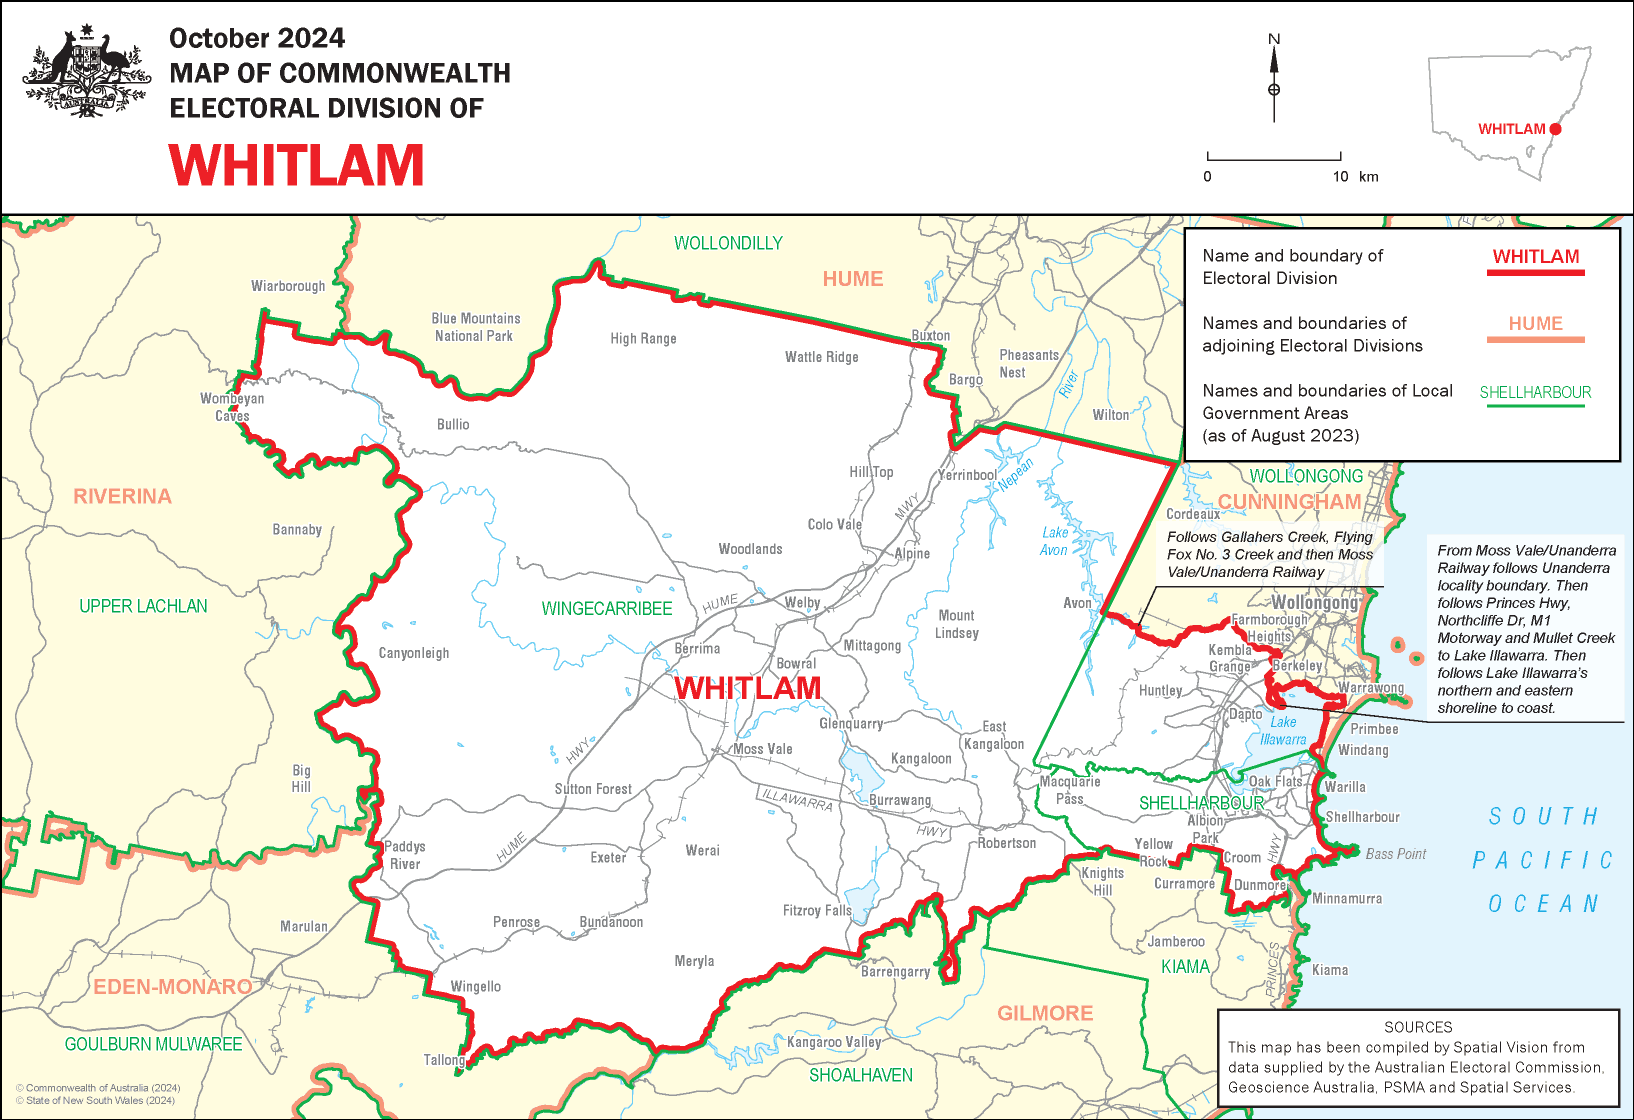 October 2024
MAP OF COMMONWEALTH
ELECTORAL DIVISION OF
WHITLAM
AUSTRALIA
N
0 10 km
WHITLAM
Name and boundary of
Electoral Division
WHITLAM
Names and boundaries of
adjoining Electoral Divisions
HUME
Names and boundaries of Local
Government Areas
(as of August 2023)
SHELLHARBOUR
WOLLONDILLY
HUME
Wiarborough
Blue Mountains
National Park
High Range
Wattle Ridge
Buxton
Pheasants
Nest
Bargo
River
Wilton
Wombeyan
Caves
Bullio
Hill Top
Yerrinbool
Nepean
WOLLONGONG
CUNNINGHAM
RIVERINA
Bannaby
Colo Vale
MWY
Cordeaux
Lake
Avon
Woodlands
Alpine
Follows Gallahers Creek, Flying
Fox No. 3 Creek and then Moss
Vale/Unanderra Railway
From Moss Vale/Unanderra
Railway follows Unanderra
locality boundary. Then
follows Princes Hwy,
Northcliffe Dr, M1
Motorway and Mullet Creek
to Lake Illawarra. Then
follows Lake Illawarra's
northern and eastern
shoreline to coast.
UPPER LACHLAN
WINGECARRIBEE
HUME
Welby
Avon
Wollongong
Mount
Lindsey
Farmborough
Heights
Canyonleigh
Berrima
Mittagong
Bowral
Kembla
Grange
Berkeley
WHITLAM
Huntley
Warrawong
Dapto
Lake
Illawarra
Primbee
Windang
Glenquarry
East
Kangaloon
Kangaloon
HWY
Moss Vale
Big
Hill
Sutton Forest
ILLAWARRA
HWY
Burrawang
Macquarie
Pass
Oak Flats
Warilla
SHELLHARBOUR
Shellharbour
Albion
Park
SOUTH
PACIFIC
OCEAN
Paddys
River
HUME
Exeter
Werai
Robertson
Yellow
Rock
Croom
HWY
Bass Point
Knights
Hill
Curramore
Dunmore
Minnamurra
Marulan
Penrose
Bundanoon
Fitzroy Falls
Jamberoo
KIAMA
PRINCES
Kiama
Meryla
Barrengarry
EDEN-MONARO
Wingello
GILMORE
GOULBURN MULWAREE
Tallong
Kangaroo Valley
SHOALHAVEN
SOURCES
This map has been compiled by Spatial Vision from
data supplied by the Australian Electoral Commission,
Geoscience Australia, PSMA and Spatial Services.
© Commonwealth of Australia (2024)
© State of New South Wales (2024)